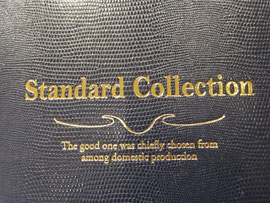 Standard Collection
The good one was chiefly chosen from
among domestic production